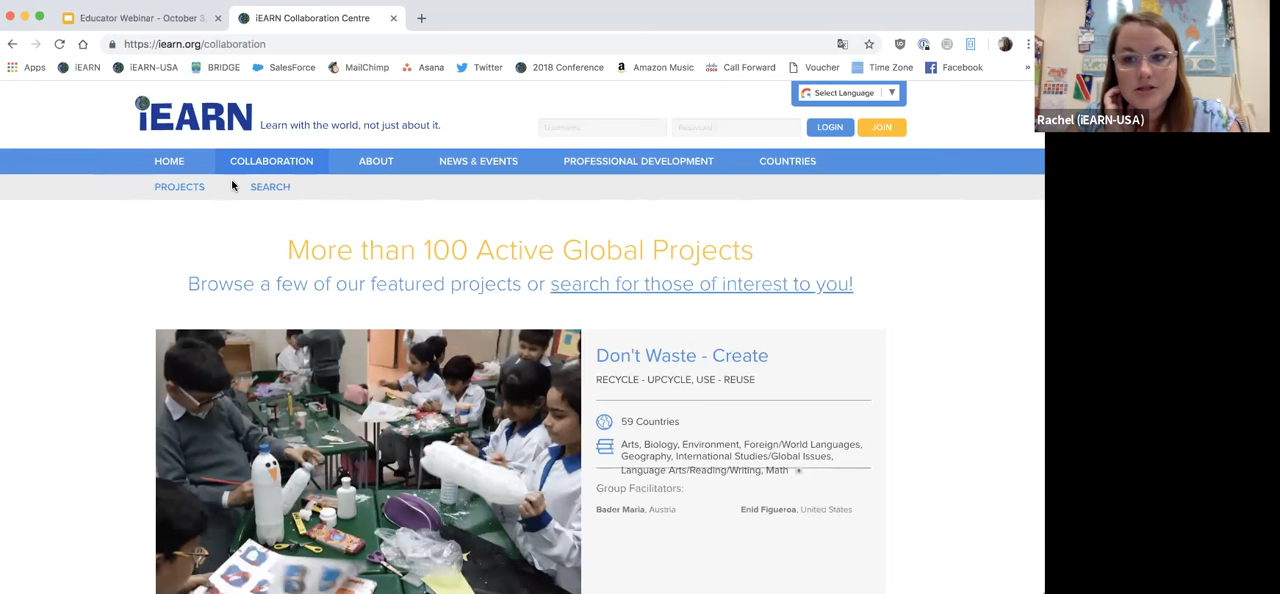 Educator Webinar - October 3,
iEARN Collaboration Centre
https://iearn.org/collaboration
Apps iEARN iEARN-USA BRIDGE SalesForce MailChimp Asana Twitter 2018 Conference Amazon Music Call Forward Voucher Time Zone Facebook »
Rachel (iEARN-USA)
Select Language ▼
iEARN Learn with the world, not just about it.
Username Password LOGIN JOIN
HOME COLLABORATION ABOUT NEWS & EVENTS PROFESSIONAL DEVELOPMENT COUNTRIES
PROJECTS SEARCH
More than 100 Active Global Projects
Browse a few of our featured projects or search for those of interest to you!
Don't Waste - Create
RECYCLE - UPCYCLE, USE - REUSE
59 Countries
Arts, Biology, Environment, Foreign/World Languages,
Geography, International Studies/Global Issues,
Language Arts/Reading/Writing, Math
Group Facilitators:
Bader Maria, Austria Enid Figueroa, United States